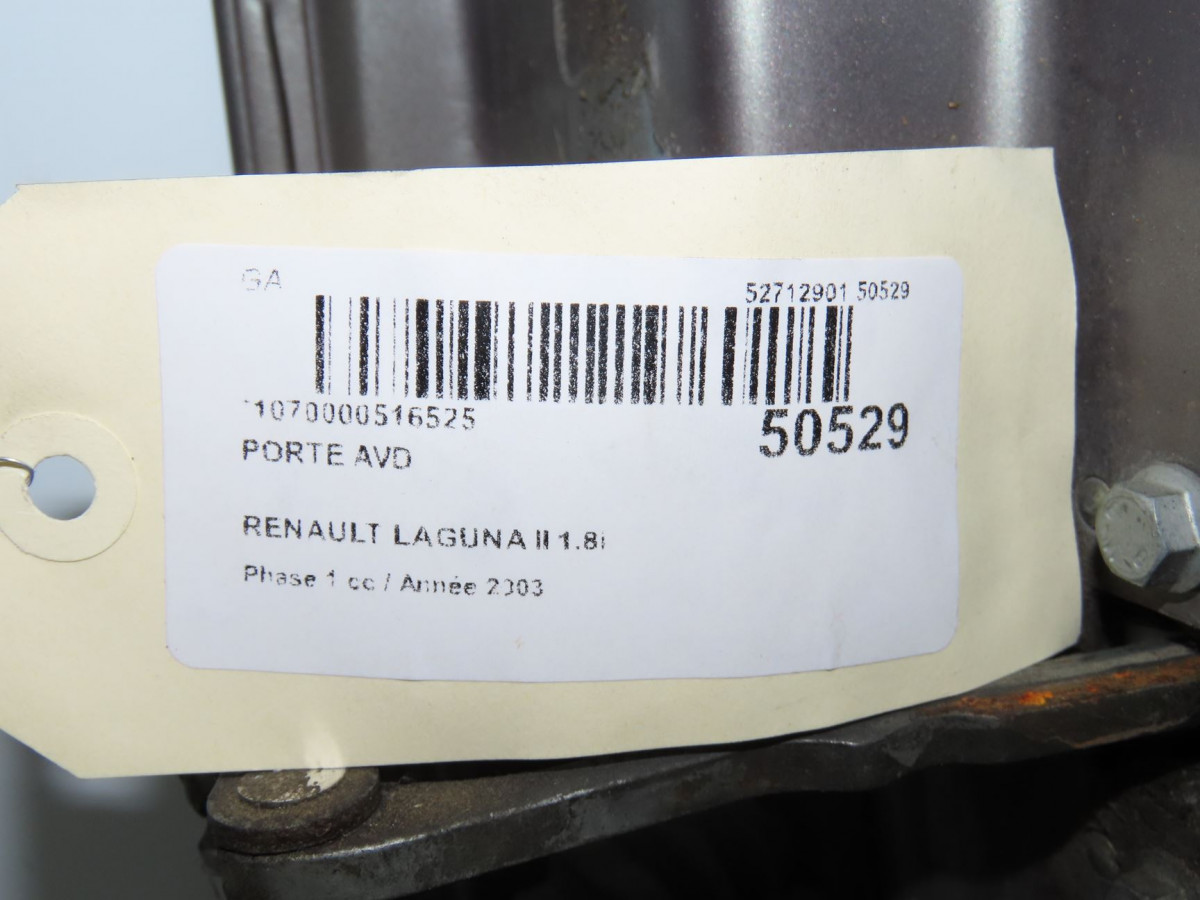 GA
52712901 50529
*1070000516525
50529
PORTE AVD
RENAULT LAGUNA II 1.8i
Phase 1 cc / Année 2003